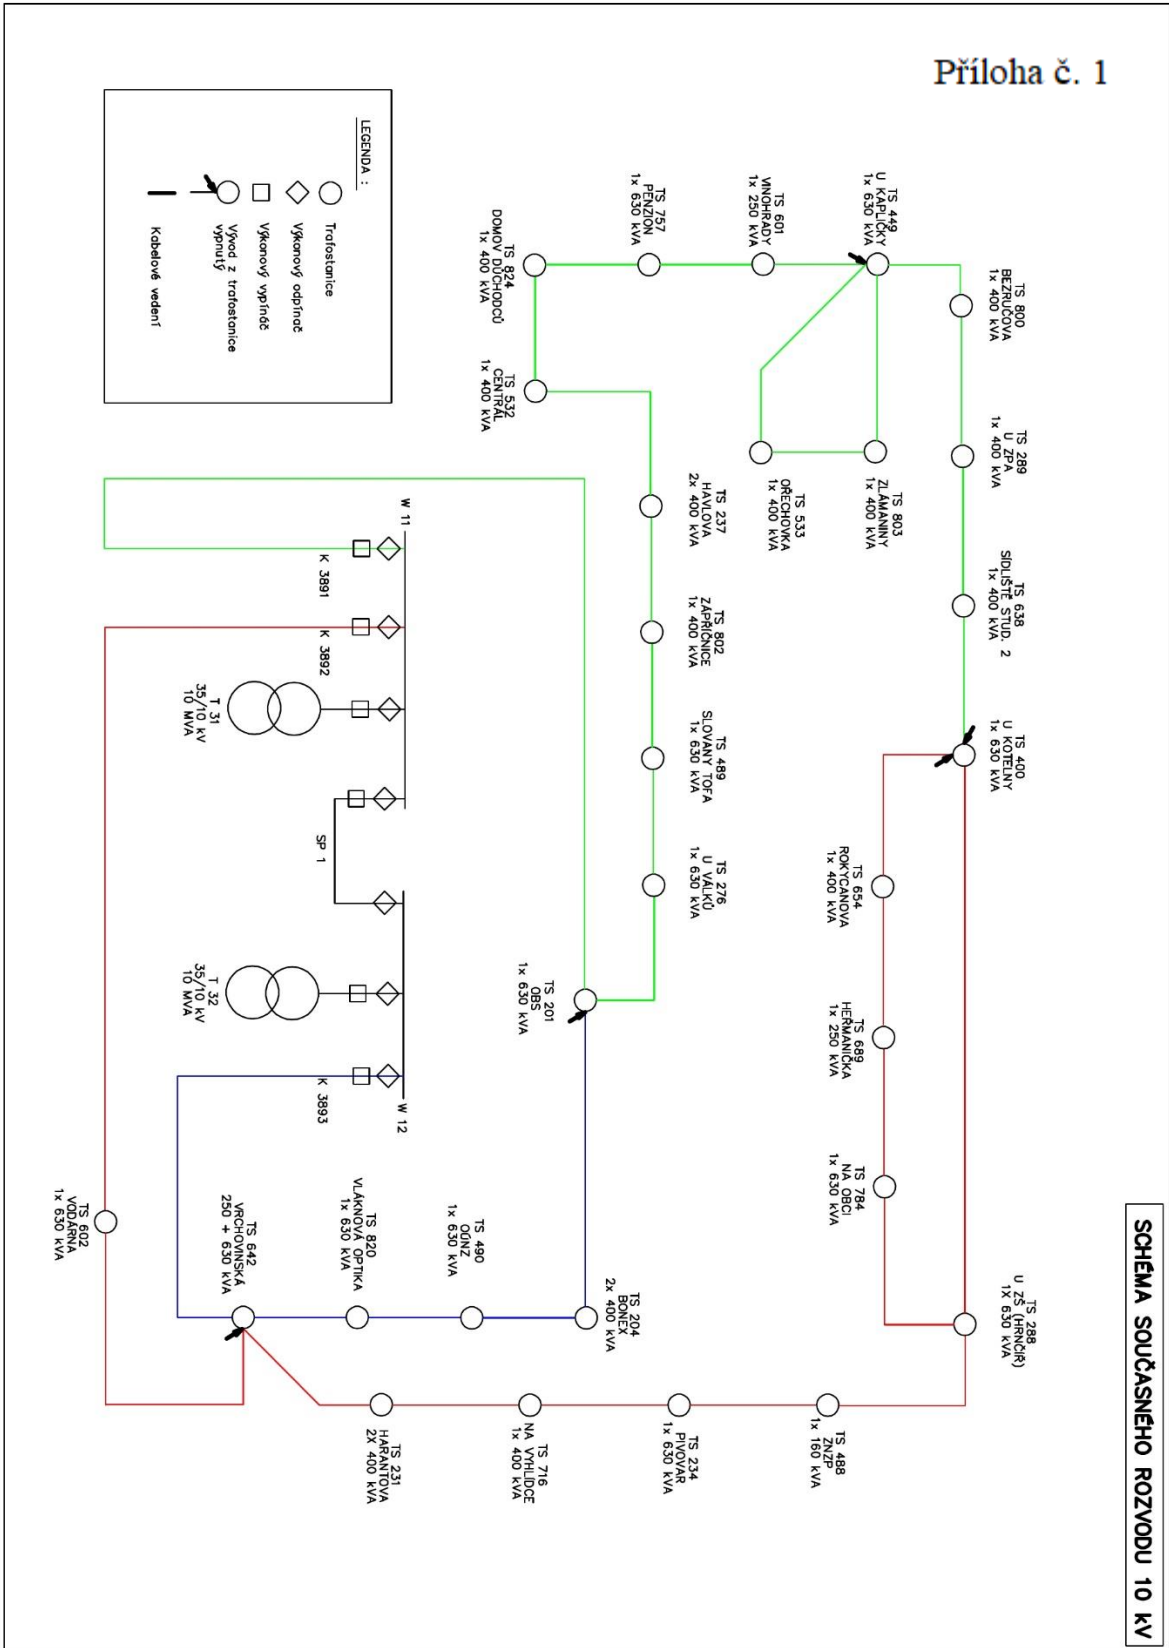 Příloha č. 1
SCHÉMA SOUČASNÉHO ROZVODU 10 kV
LEGENDA :
Trafostanice
Výkonový odpínač
Výkonový vypínáč
Vývod z trafostanice
vypnutý
Kabelové vedení
TS 449
U KAPLIČKY
1x 630 kVA
TS 800
BEZRUČOVA
1x 400 kVA
TS 289
U ZPA
1x 400 kVA
TS 638
SÍDLIŠTĚ STUD. 2
1x 400 kVA
TS 400
U KOTELNY
1x 630 kVA
TS 601
VINOHRADY
1x 250 kVA
TS 757
PENZION
1x 630 kVA
TS 824
DOMOV DŮCHODCŮ
1x 400 kVA
TS 532
CENTRÁL
1x 400 kVA
TS 803
ZLÁMANINY
1x 400 kVA
TS 533
OŘECHOVKA
1x 400 kVA
TS 237
HAVLOVA
2x 400 kVA
TS 802
ZÁPŘIČNICE
1x 400 kVA
TS 489
SLOVANY TOFA
1x 630 kVA
TS 276
U VÁLKŮ
1x 630 kVA
TS 201
OBS
1x 630 kVA
TS 654
ROKYCANOVA
1x 400 kVA
TS 689
HEŘMANIČKA
1x 250 kVA
TS 784
NA OBCI
1x 630 kVA
TS 288
U ZŠ (HRNČIŘ)
1X 630 kVA
W 11
K 3891
K 3892
T 31
35/10 kV
10 MVA
SP 1
T 32
35/10 kV
10 MVA
K 3893
W 12
TS 602
VODÁRNA
1x 630 kVA
TS 642
VRCHOVINSKÁ
250 + 630 kVA
TS 820
VLÁKNOVÁ OPTIKA
1x 630 kVA
TS 490
OÚNZ
1x 630 kVA
TS 204
BONEX
2x 400 kVA
TS 231
HARANTOVA
2X 400 kVA
TS 716
NA VYHLÍDCE
1x 400 kVA
TS 234
PIVOVAR
1x 630 kVA
TS 488
ZNZP
1x 160 kVA